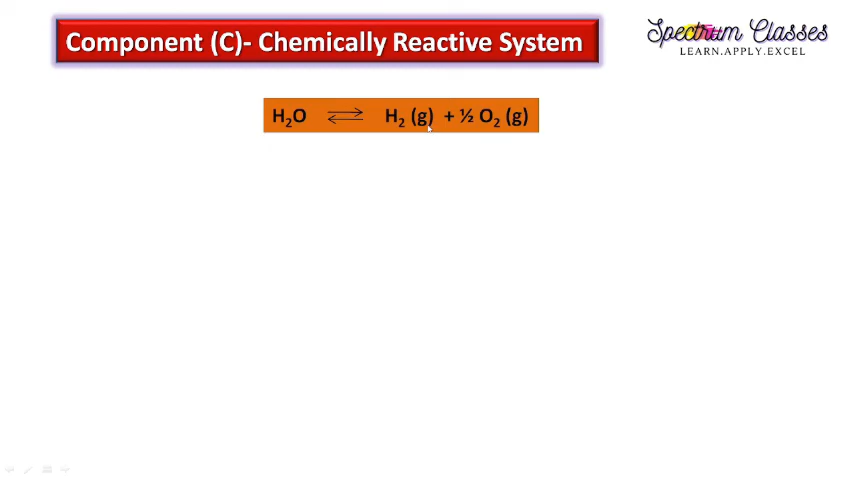 Component (C)- Chemically Reactive System
Spectrum Classes
LEARN.APPLY.EXCEL
H₂O ⇌ H₂ (g) + ½ O₂ (g)